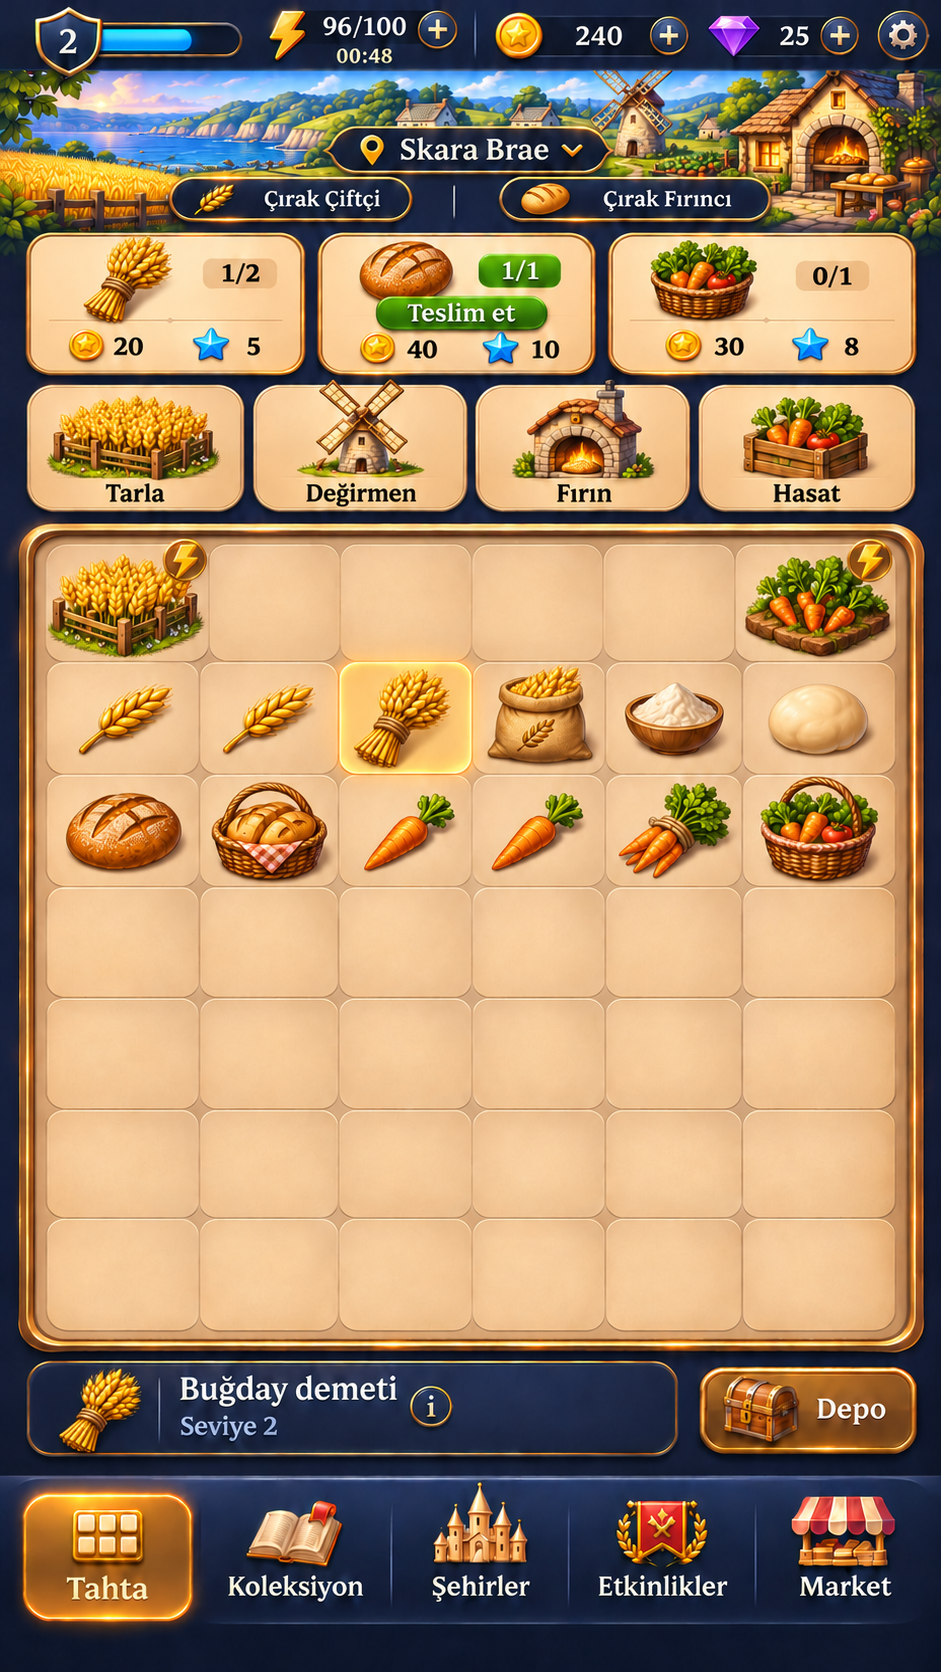 2
96/100
00:48
240
25
Skara Brae
Çırak Çiftçi
Çırak Fırıncı
1/2
20
5
1/1
Teslim et
40
10
0/1
30
8
Tarla
Değirmen
Fırın
Hasat
Buğday demeti
Seviye 2
i
Depo
Tahta
Koleksiyon
Şehirler
Etkinlikler
Market